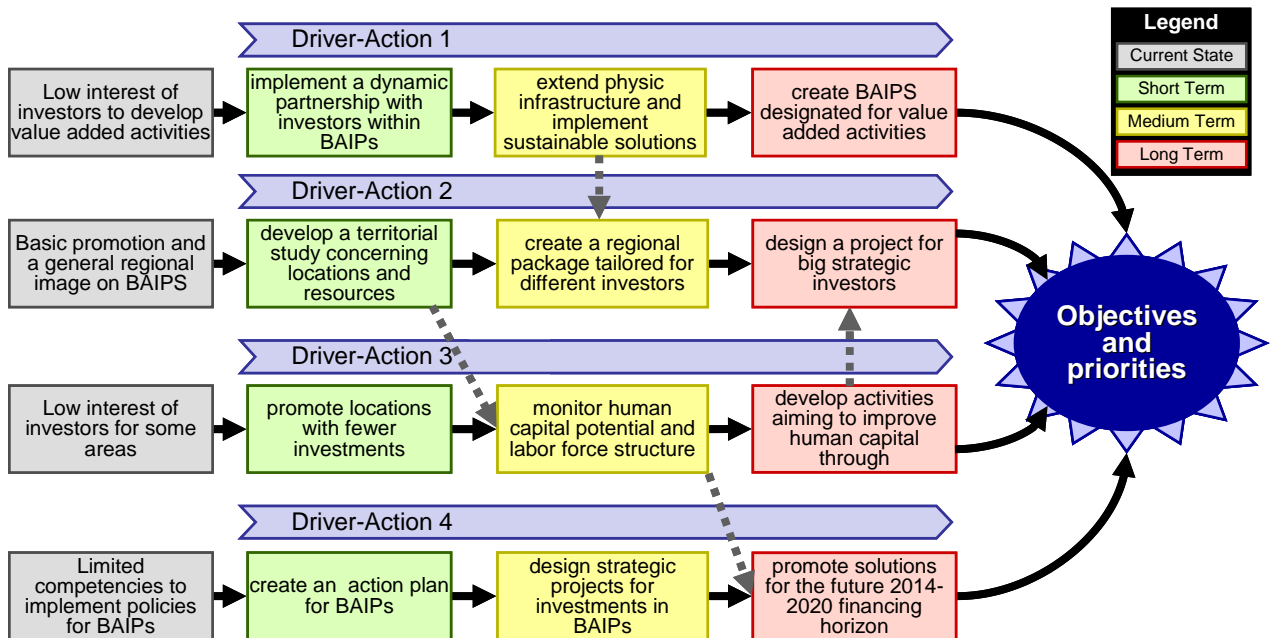 Driver-Action 1
Legend
Current State
Short Term
Medium Term
Long Term
Low interest of
investors to develop
value added activities
implement a dynamic
partnership with
investors within
BAIPs
extend physic
infrastructure and
implement
sustainable solutions
create BAIPS
designated for value
added activities
Driver-Action 2
Basic promotion and
a general regional
image on BAIPS
develop a territorial
study concerning
locations and
resources
create a regional
package tailored for
different investors
design a project for
big strategic
investors
Objectives
and
priorities
Driver-Action 3
Low interest of
investors for some
areas
promote locations
with fewer
investments
monitor human
capital potential and
labor force structure
develop activities
aiming to improve
human capital
through
Driver-Action 4
Limited
competencies to
implement policies
for BAIPs
create an  action plan
for BAIPs
design strategic
projects for
investments in
BAIPs
promote solutions
for the future 2014-
2020 financing
horizon